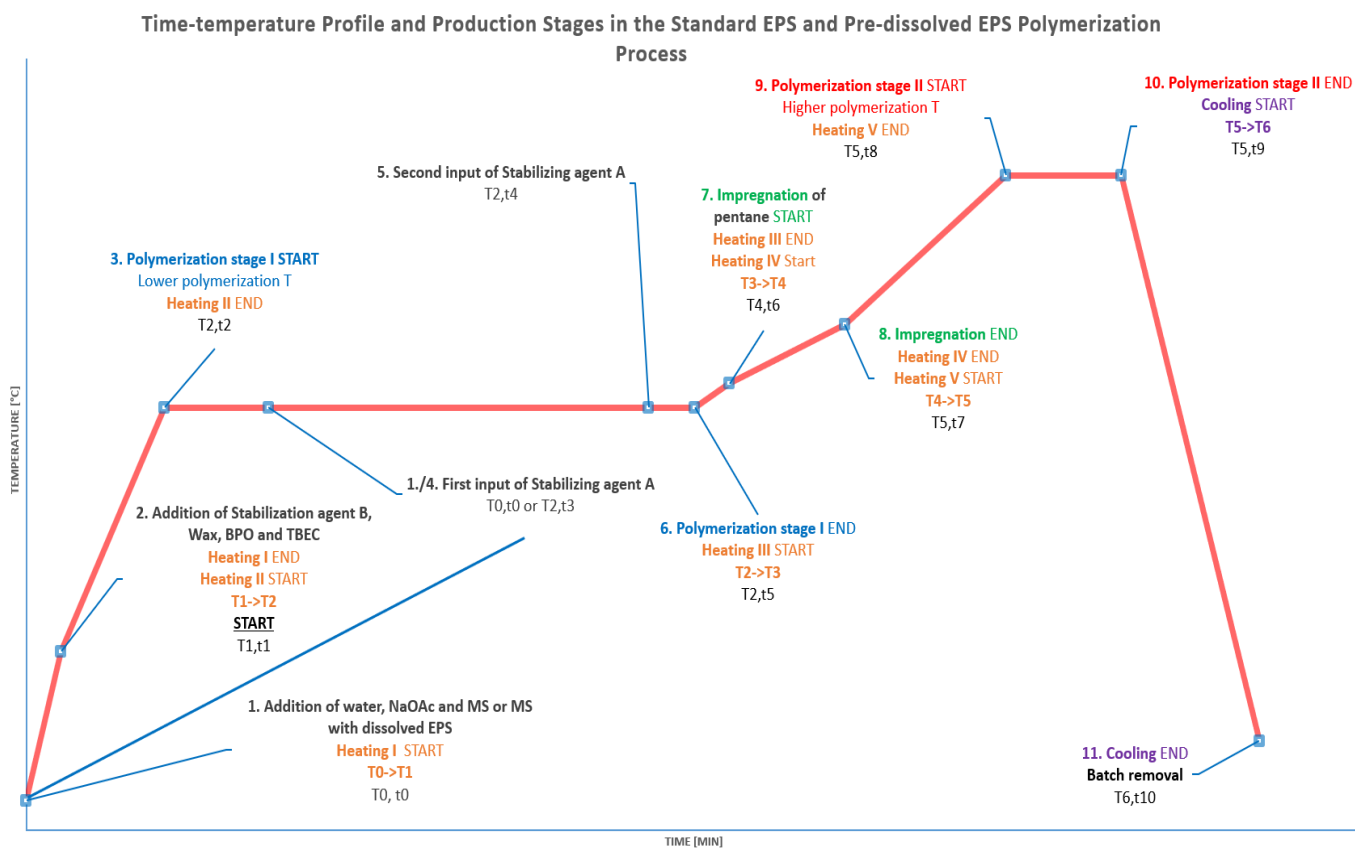 Time-temperature Profile and Production Stages in the Standard EPS and Pre-dissolved EPS Polymerization
Process
9. Polymerization stage II START
Higher polymerization T
Heating V END
T5,t8
10. Polymerization stage II END
Cooling START
T5->T6
T5,t9
5. Second input of Stabilizing agent A
T2,t4
7. Impregnation of
pentane START
Heating III END
Heating IV Start
T3->T4
T4,t6
3. Polymerization stage I START
Lower polymerization T
Heating II END
T2,t2
8. Impregnation END
Heating IV END
Heating V START
T4->T5
T5,t7
TEMPERATURE [°C]
1./4. First input of Stabilizing agent A
T0,t0 or T2,t3
2. Addition of Stabilization agent B,
Wax, BPO and TBEC
Heating I END
Heating II START
T1->T2
START
T1,t1
6. Polymerization stage I END
Heating III START
T2->T3
T2,t5
1. Addition of water, NaOAc and MS or MS
with dissolved EPS
Heating I START
T0->T1
T0, t0
11. Cooling END
Batch removal
T6,t10
TIME [MIN]